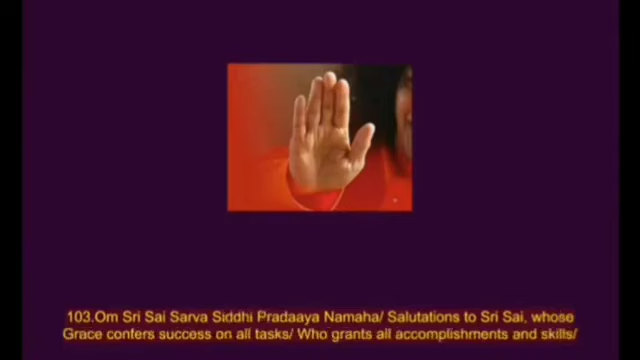 103.Om Sri Sai Sarva Siddhi Pradaaya Namaha/ Salutations to Sri Sai, whose
Grace confers success on all tasks/ Who grants all accomplishments and skills/